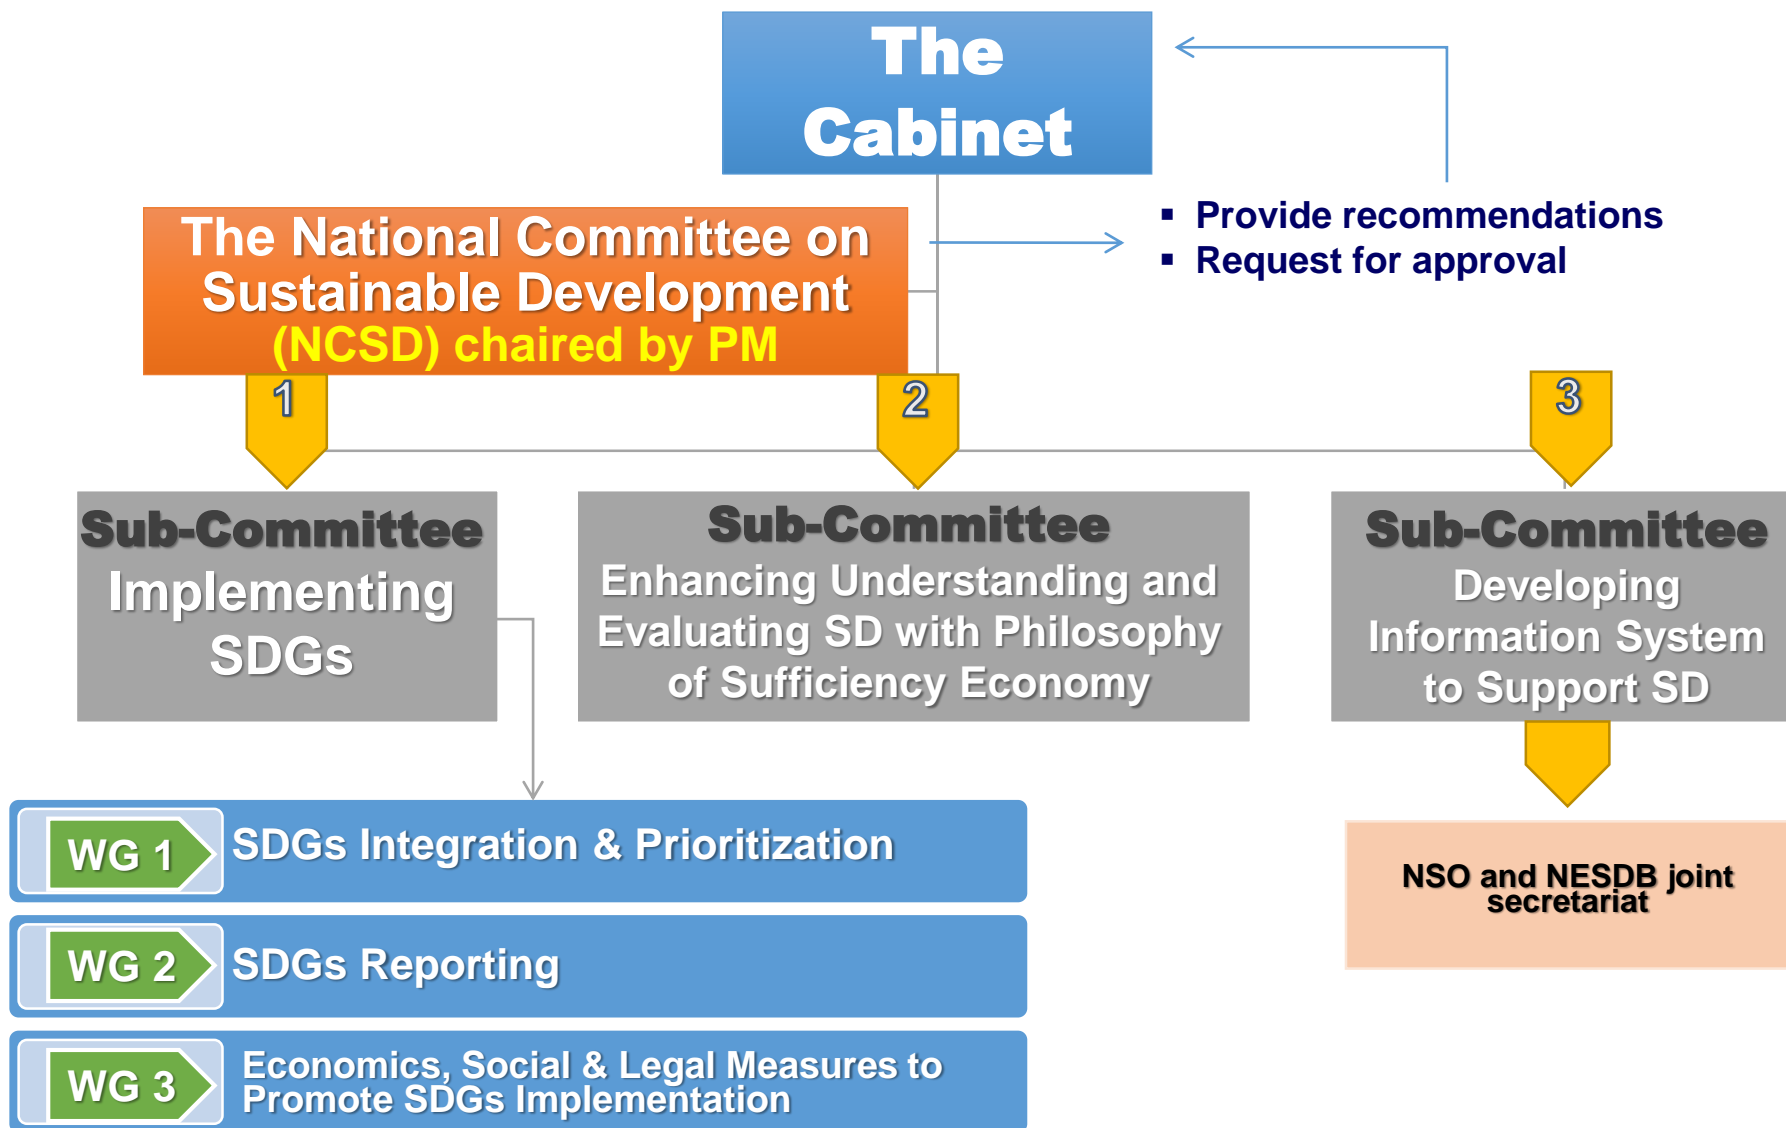 The
Cabinet
The National Committee on
Sustainable Development
(NCSD) chaired by PM
▪ Provide recommendations
▪ Request for approval
1
2
3
Sub-Committee
Implementing
SDGs
Sub-Committee
Enhancing Understanding and
Evaluating SD with Philosophy
of Sufficiency Economy
Sub-Committee
Developing
Information System
to Support SD
WG 1
SDGs Integration & Prioritization
WG 2
SDGs Reporting
WG 3
Economics, Social & Legal Measures to
Promote SDGs Implementation
NSO and NESDB joint
secretariat